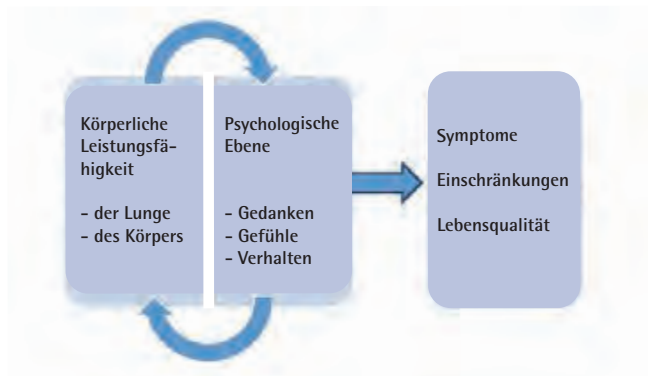 Körperliche
Leistungsfä-
higkeit
- der Lunge
- des Körpers
Psychologische
Ebene
- Gedanken
- Gefühle
- Verhalten
Symptome
Einschränkungen
Lebensqualität